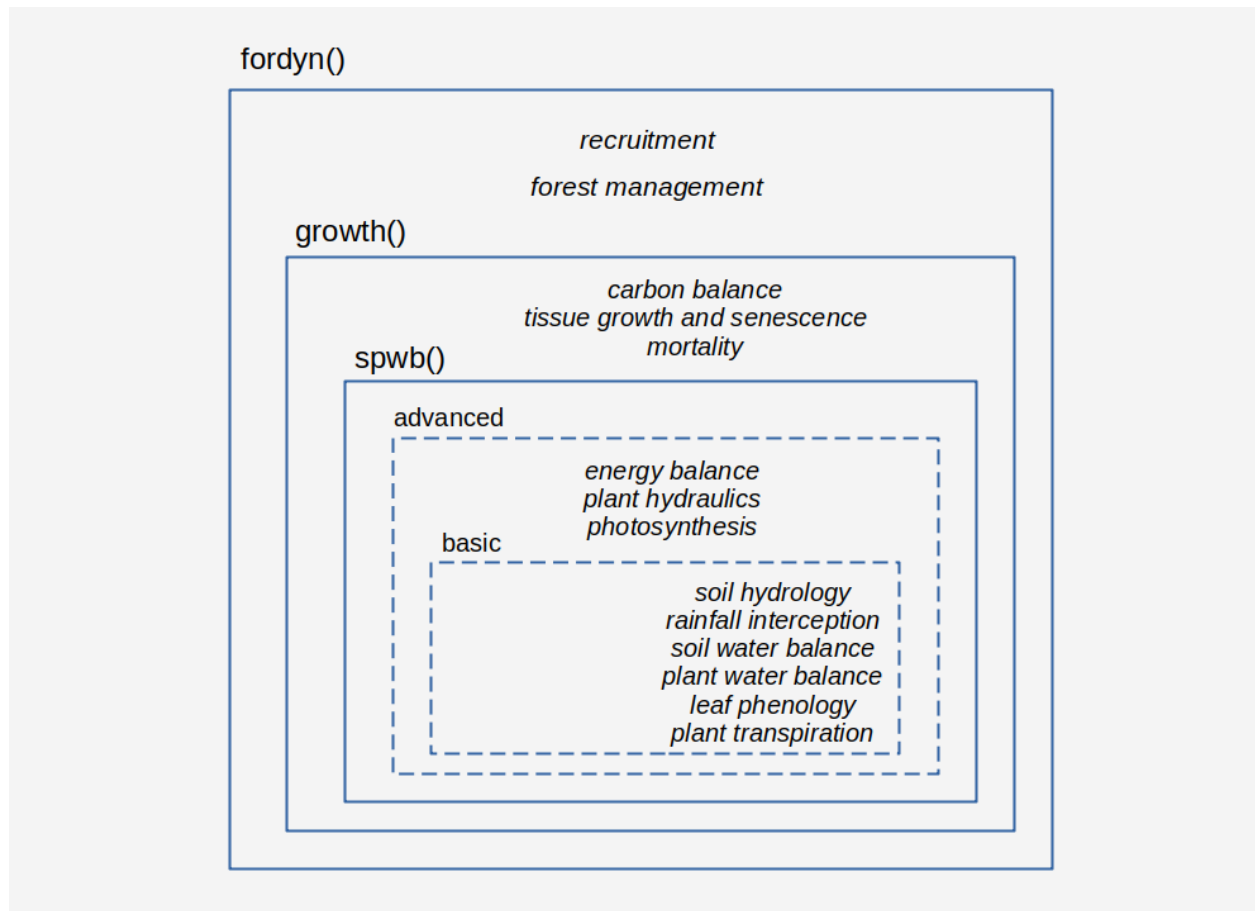 fordyn()
recruitment
forest management
growth()
carbon balance
tissue growth and senescence
mortality
spwb()
advanced
energy balance
plant hydraulics
photosynthesis
basic
soil hydrology
rainfall interception
soil water balance
plant water balance
leaf phenology
plant transpiration